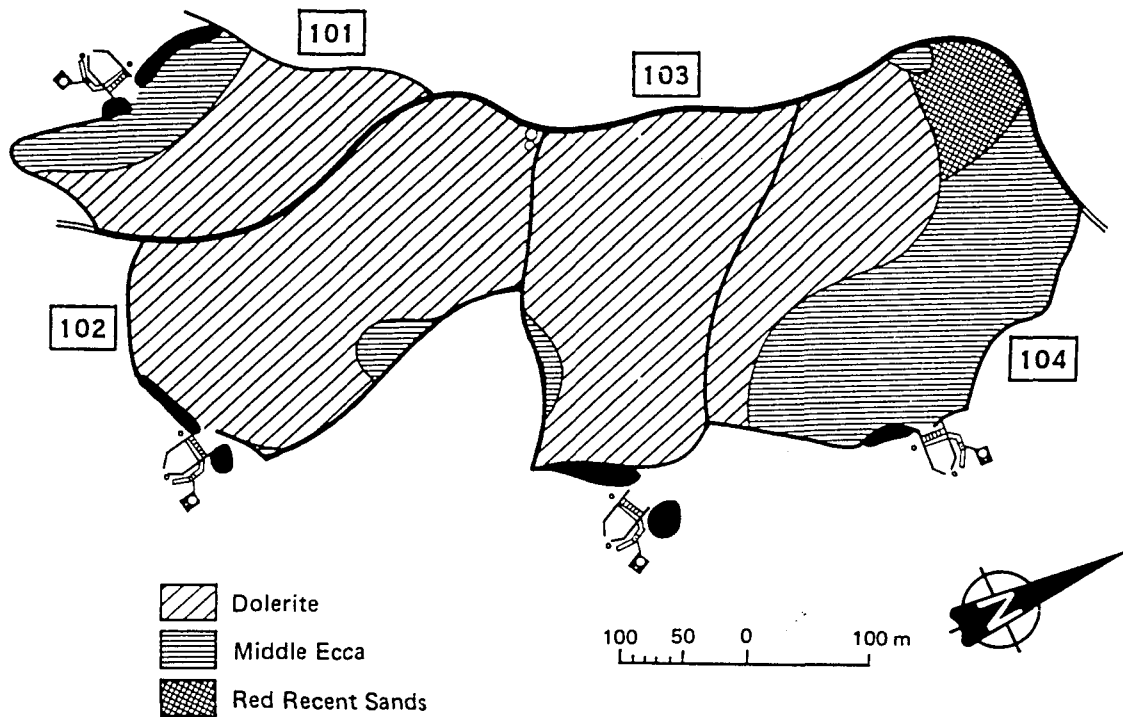 101
103
102
104
Dolerite
Middle Ecca
Red Recent Sands
100 50 0 100 m
N